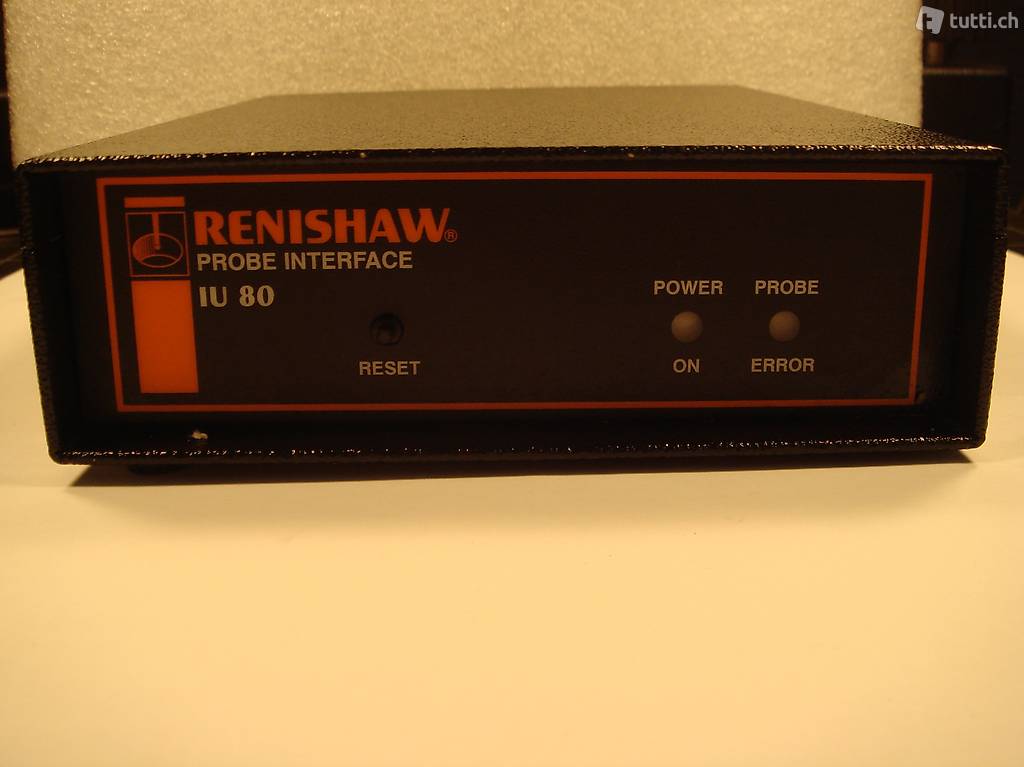 tutti.ch
RENISHAW®
PROBE INTERFACE
IU 80
RESET
POWER
ON
PROBE
ERROR